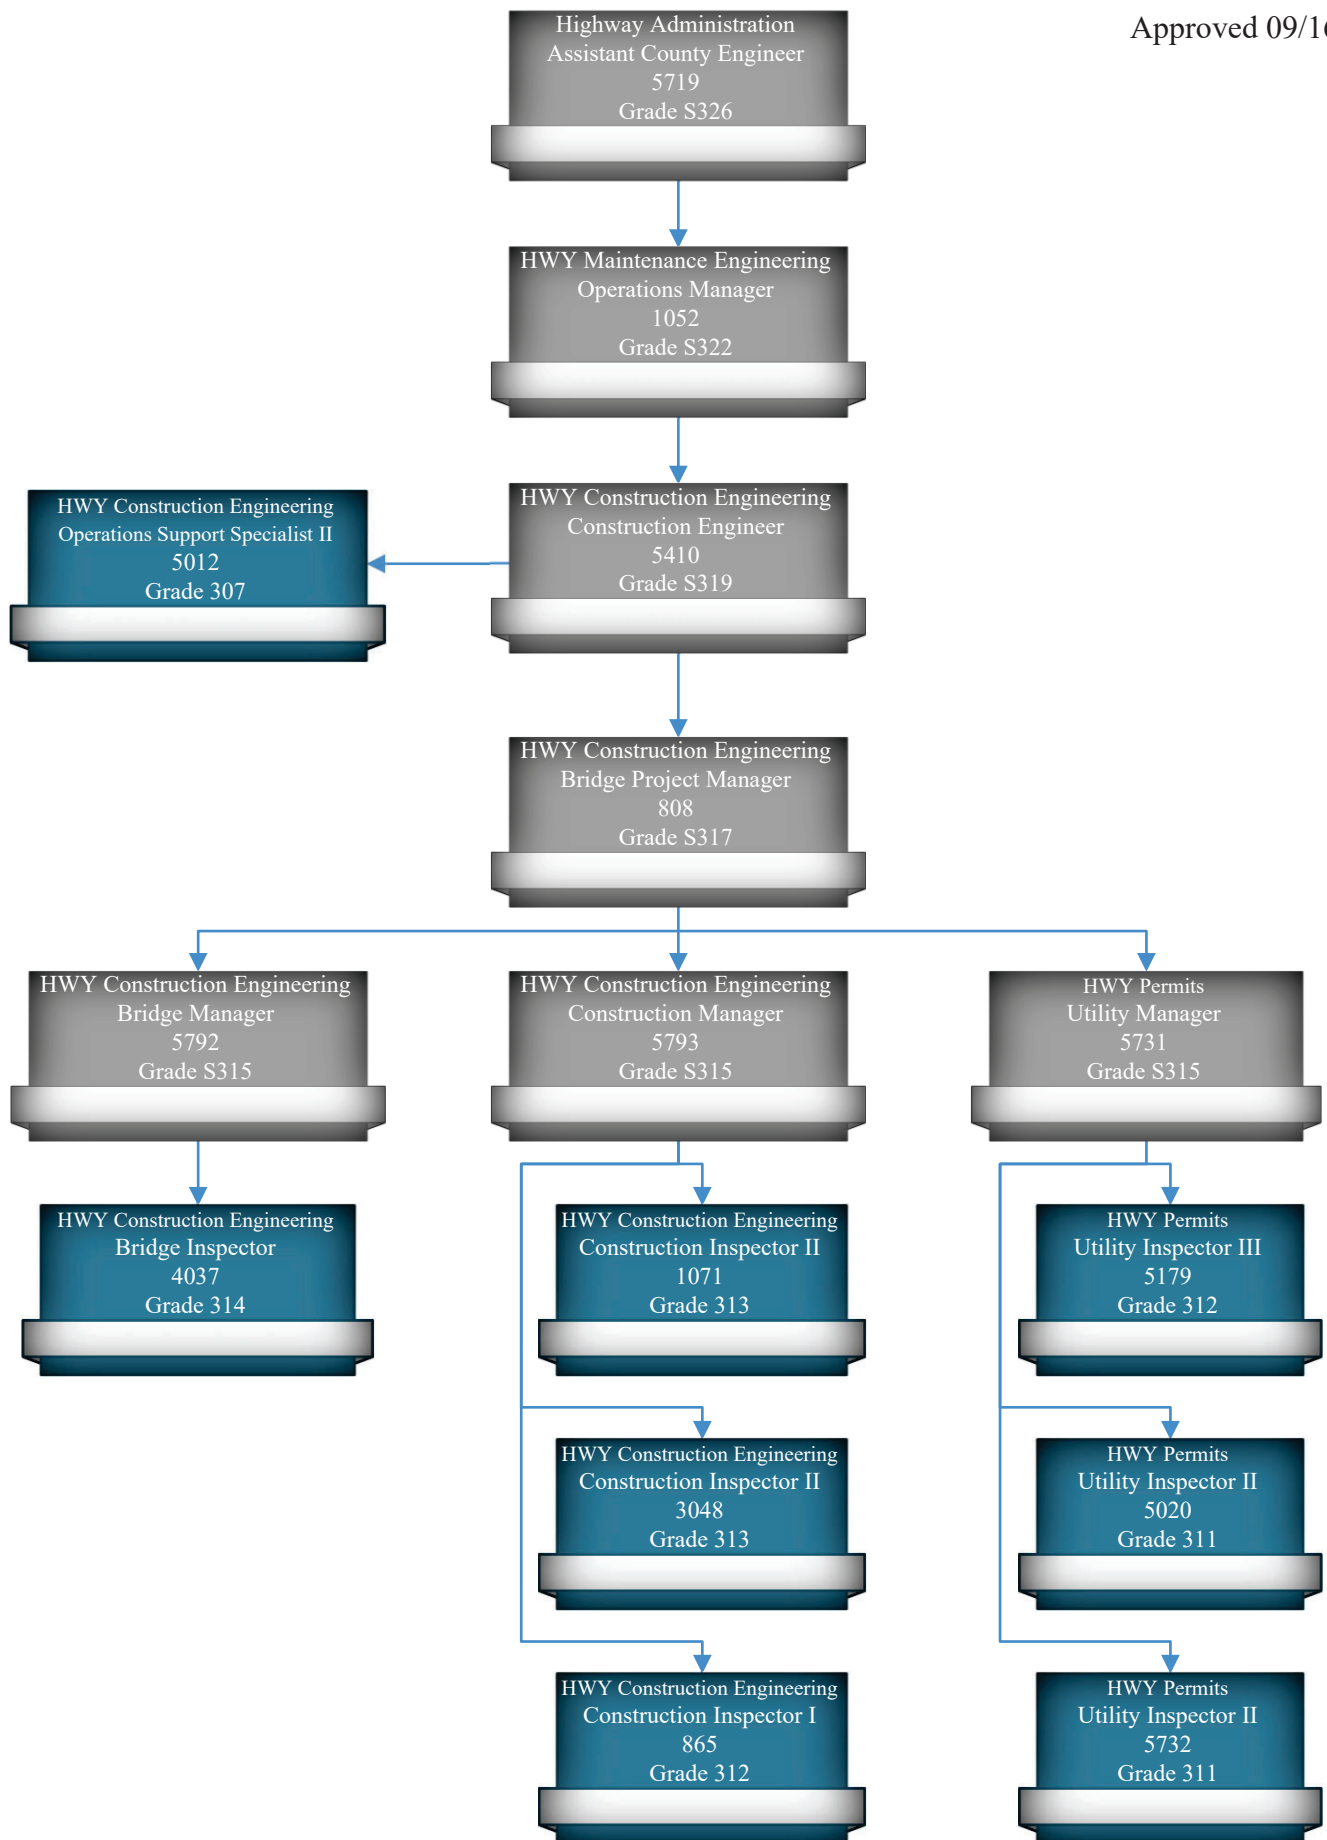 Approved 09/16
Highway Administration
Assistant County Engineer
5719
Grade S326
HWY Maintenance Engineering
Operations Manager
1052
Grade S322
HWY Construction Engineering
Operations Support Specialist II
5012
Grade 307
HWY Construction Engineering
Construction Engineer
5410
Grade S319
HWY Construction Engineering
Bridge Project Manager
808
Grade S317
HWY Construction Engineering
Bridge Manager
5792
Grade S315
HWY Construction Engineering
Construction Manager
5793
Grade S315
HWY Permits
Utility Manager
5731
Grade S315
HWY Construction Engineering
Bridge Inspector
4037
Grade 314
HWY Construction Engineering
Construction Inspector II
1071
Grade 313
HWY Permits
Utility Inspector III
5179
Grade 312
HWY Construction Engineering
Construction Inspector II
3048
Grade 313
HWY Permits
Utility Inspector II
5020
Grade 311
HWY Construction Engineering
Construction Inspector I
865
Grade 312
HWY Permits
Utility Inspector II
5732
Grade 311